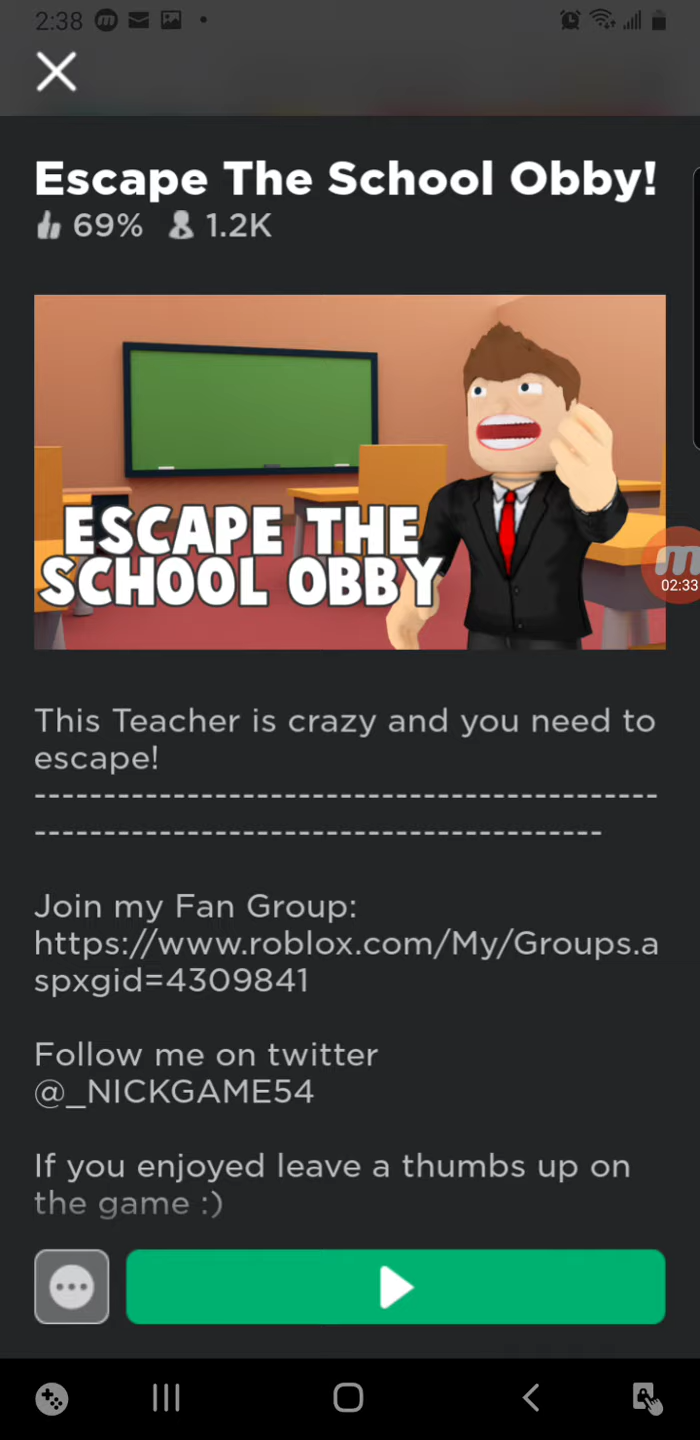 2:38
Escape The School Obby!
69% 1.2K
ESCAPE THE
SCHOOL OBBY
02:33
This Teacher is crazy and you need to
escape!
---------------------------------------------
-----------------------------------------
Join my Fan Group:
https://www.roblox.com/My/Groups.a
spxgid=4309841
Follow me on twitter
@_NICKGAME54
If you enjoyed leave a thumbs up on
the game :)